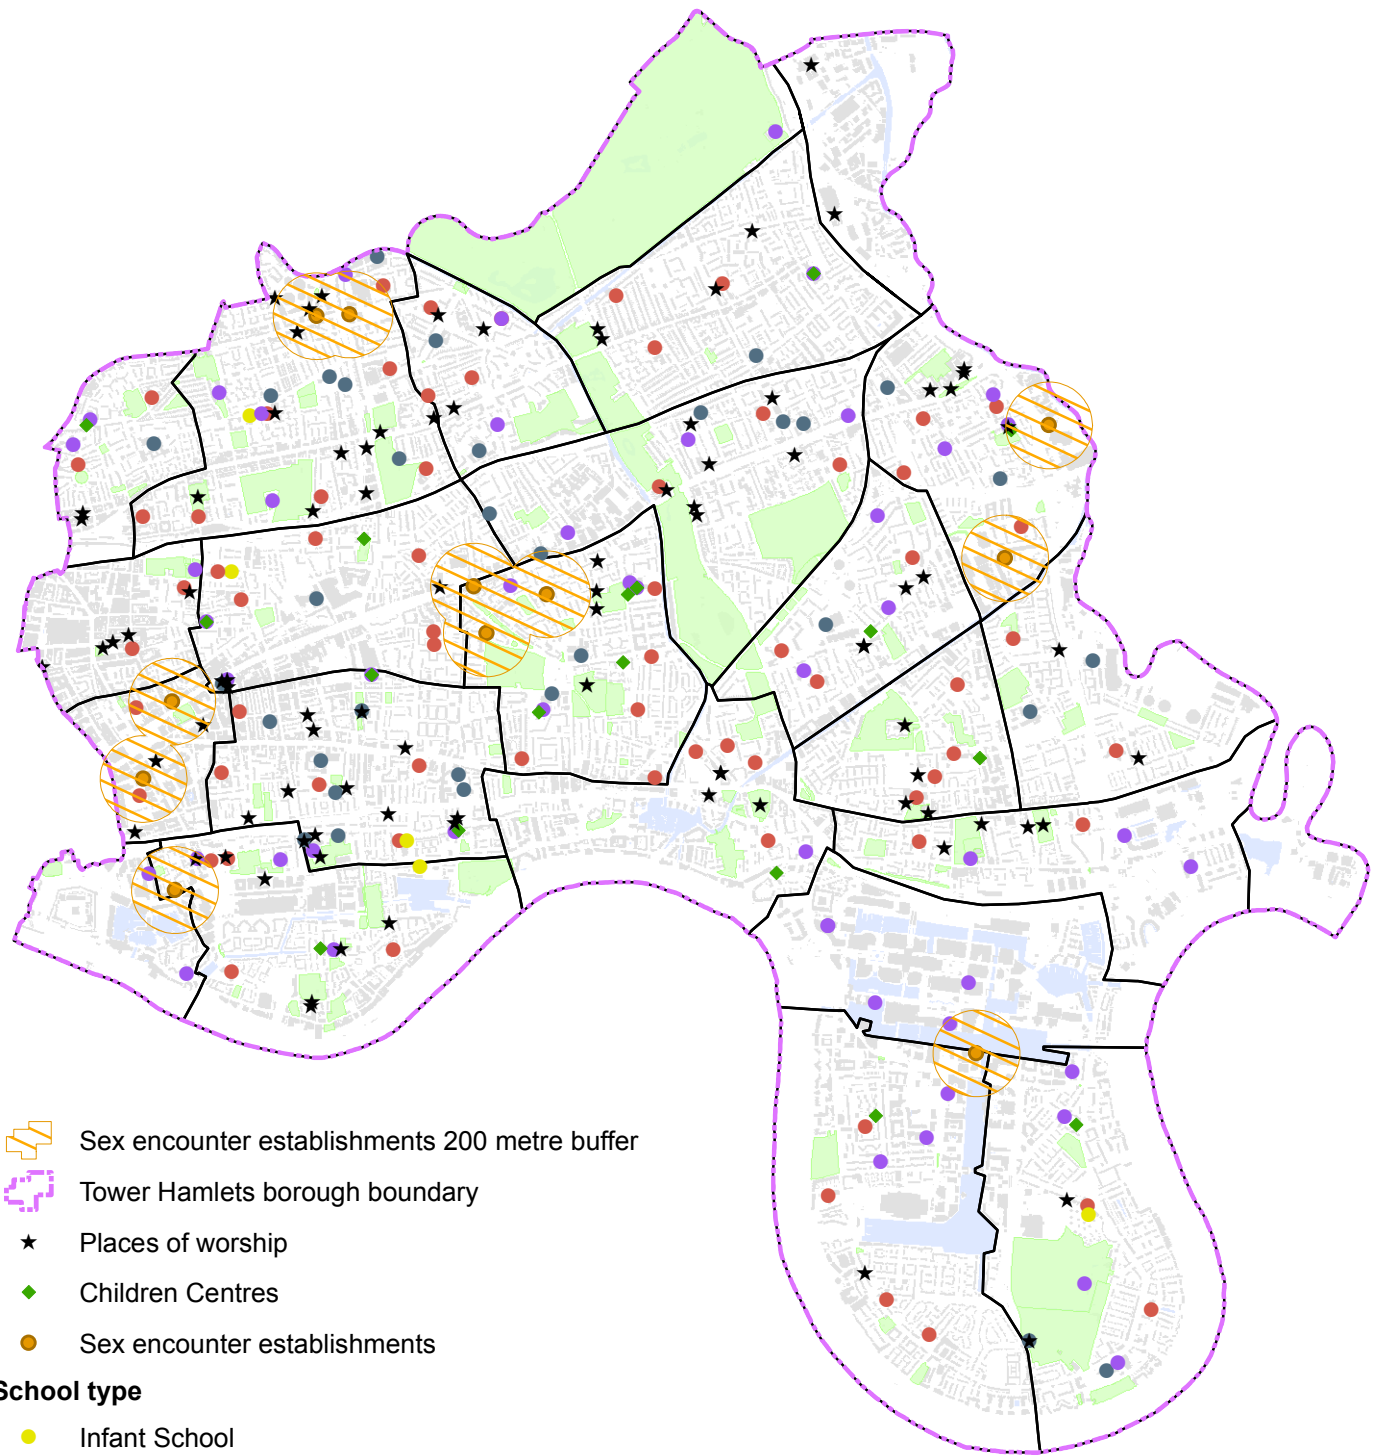 Sex encounter establishments 200 metre buffer
Tower Hamlets borough boundary
Places of worship
Children Centres
Sex encounter establishments
School type
Infant School